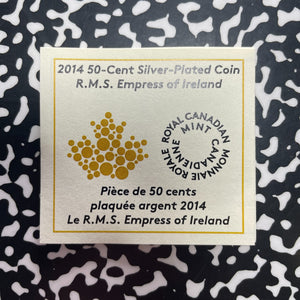 2014 50-Cent Silver-Plated Coin
R.M.S. Empress of Ireland
ROYAL CANADIAN MINT
MONNAIE ROYALE CANADIENNE
Pièce de 50 cents
plaquée argent 2014
Le R.M.S. Empress of Ireland